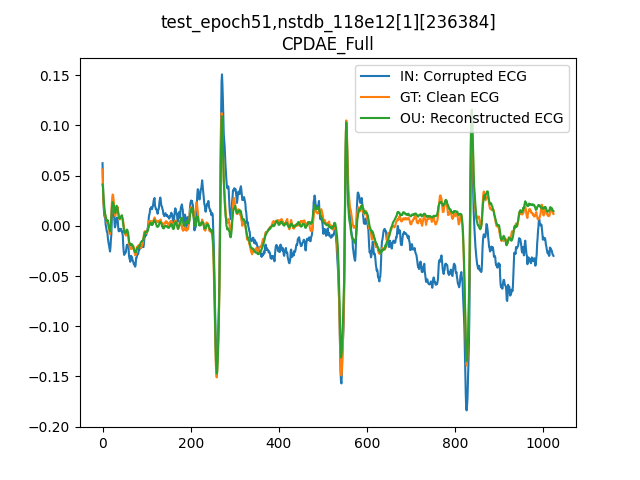 test_epoch51,nstdb_118e12[1][236384]
CPDAE_Full
IN: Corrupted ECG
GT: Clean ECG
OU: Reconstructed ECG
0.15
0.10
0.05
0.00
−0.05
−0.10
−0.15
−0.20
0 200 400 600 800 1000